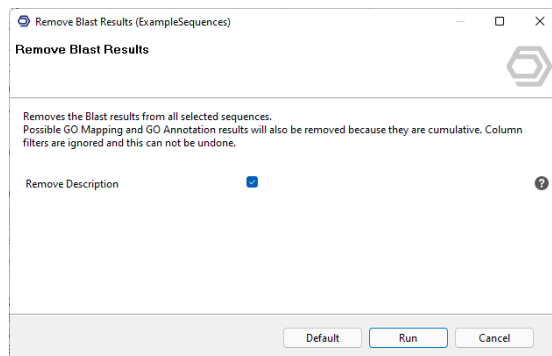 Remove Blast Results (ExampleSequences)
Remove Blast Results
Removes the Blast results from all selected sequences.
Possible GO Mapping and GO Annotation results will also be removed because they are cumulative. Column
filters are ignored and this can not be undone.
Remove Description
?
Default Run Cancel